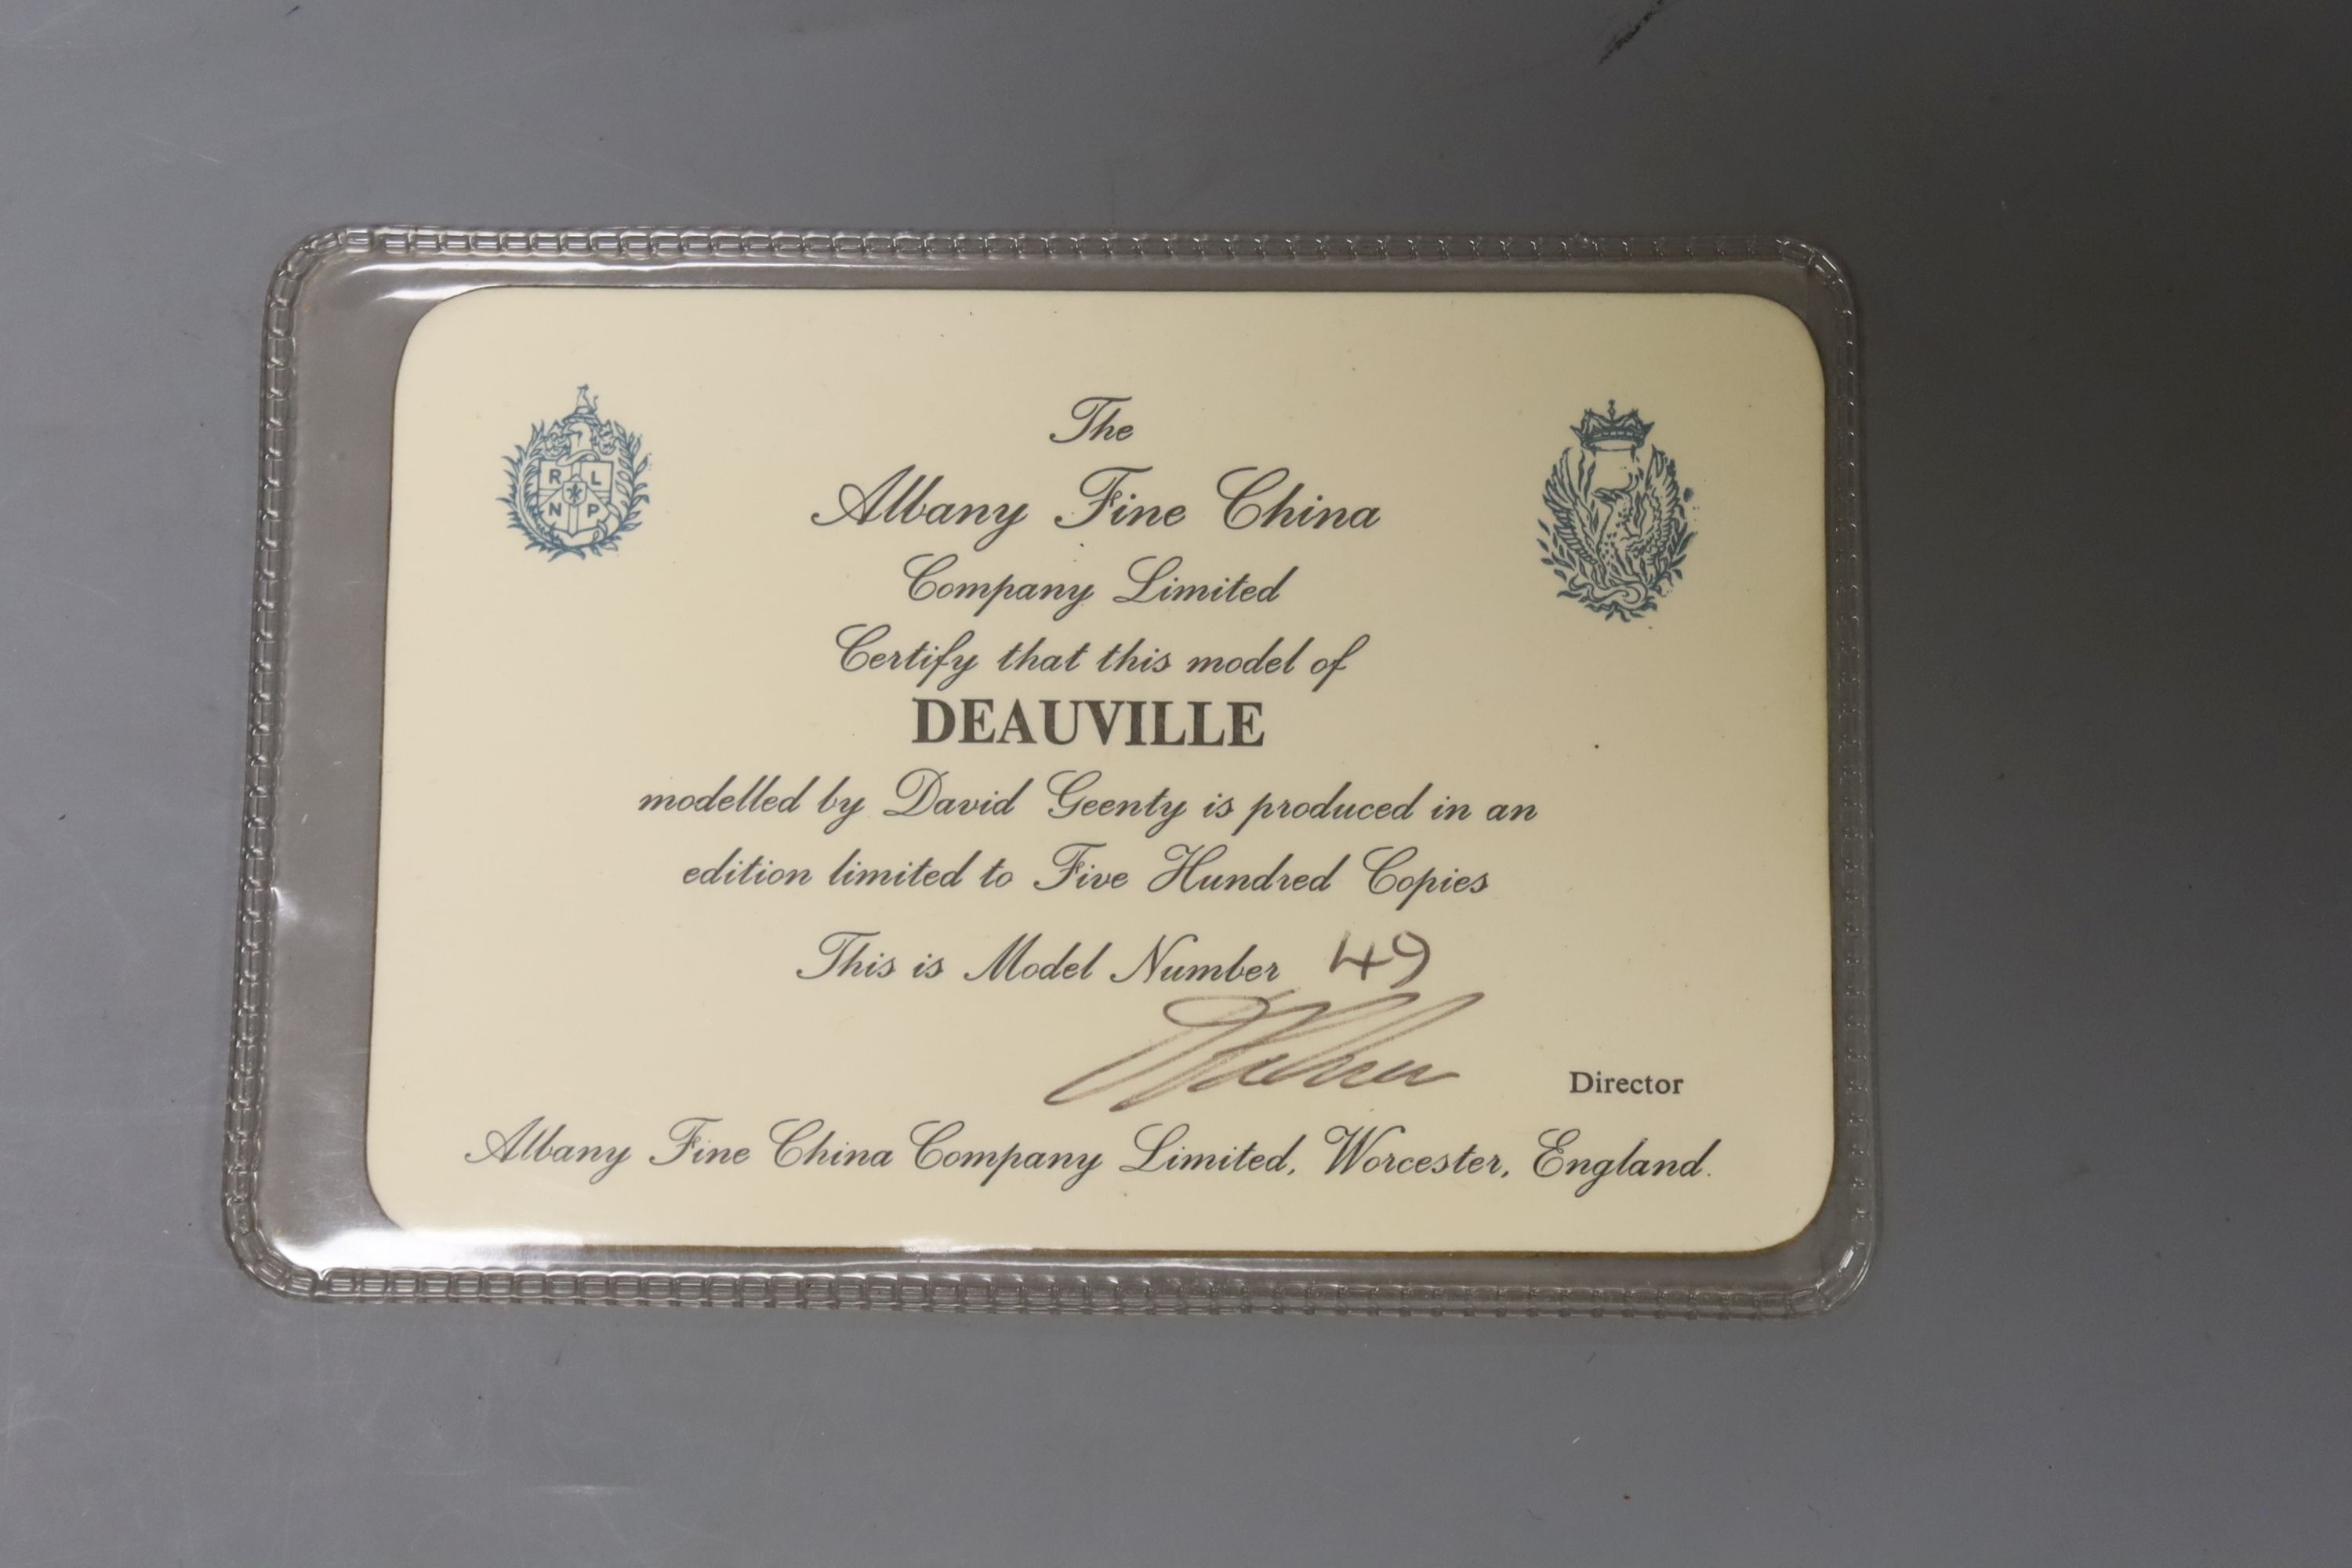 R L
N P
The
Albany Fine China
Company Limited
Certify that this model of
DEAUVILLE
modelled by David Geenty is produced in an
edition limited to Five Hundred Copies
This is Model Number 49
Director
Albany Fine China Company Limited, Worcester, England.